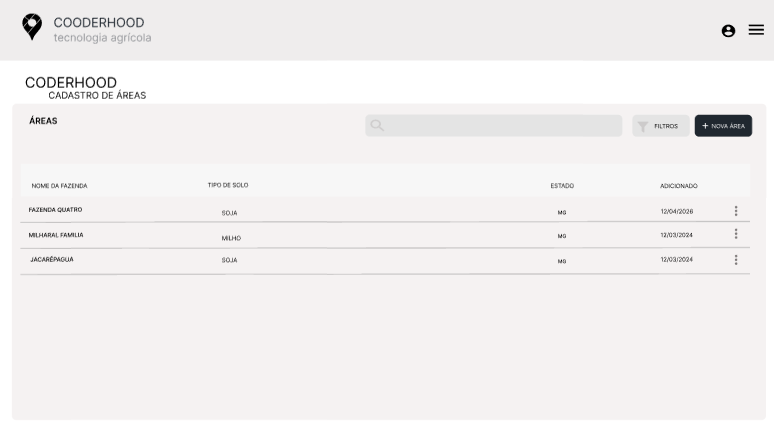 COODERHOOD
tecnologia agrícola
CODERHOOD
CADASTRO DE ÁREAS
ÁREAS
FILTROS
+ NOVA ÁREA
NOME DA FAZENDA TIPO DE SOLO ESTADO ADICIONADO
FAZENDA QUATRO SOJA MG 12/04/2026
MILHARAL FAMILIA MILHO MG 12/03/2024
JACARÉPAGUA SOJA MG 12/03/2024